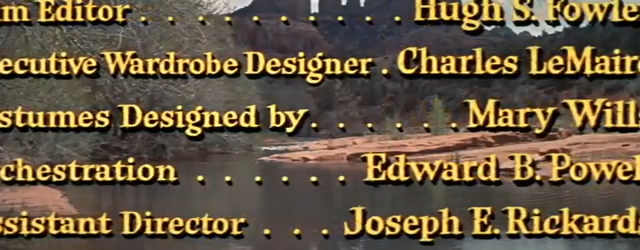 m Editor . . . . . . . . . . . Hugh S. Fowle
ecutive Wardrobe Designer . Charles LeMair
stumes Designed by. . . . . . Mary Will
chestration . . . . . . Edward B. Powel
ssistant Director . . . Joseph E. Rickard